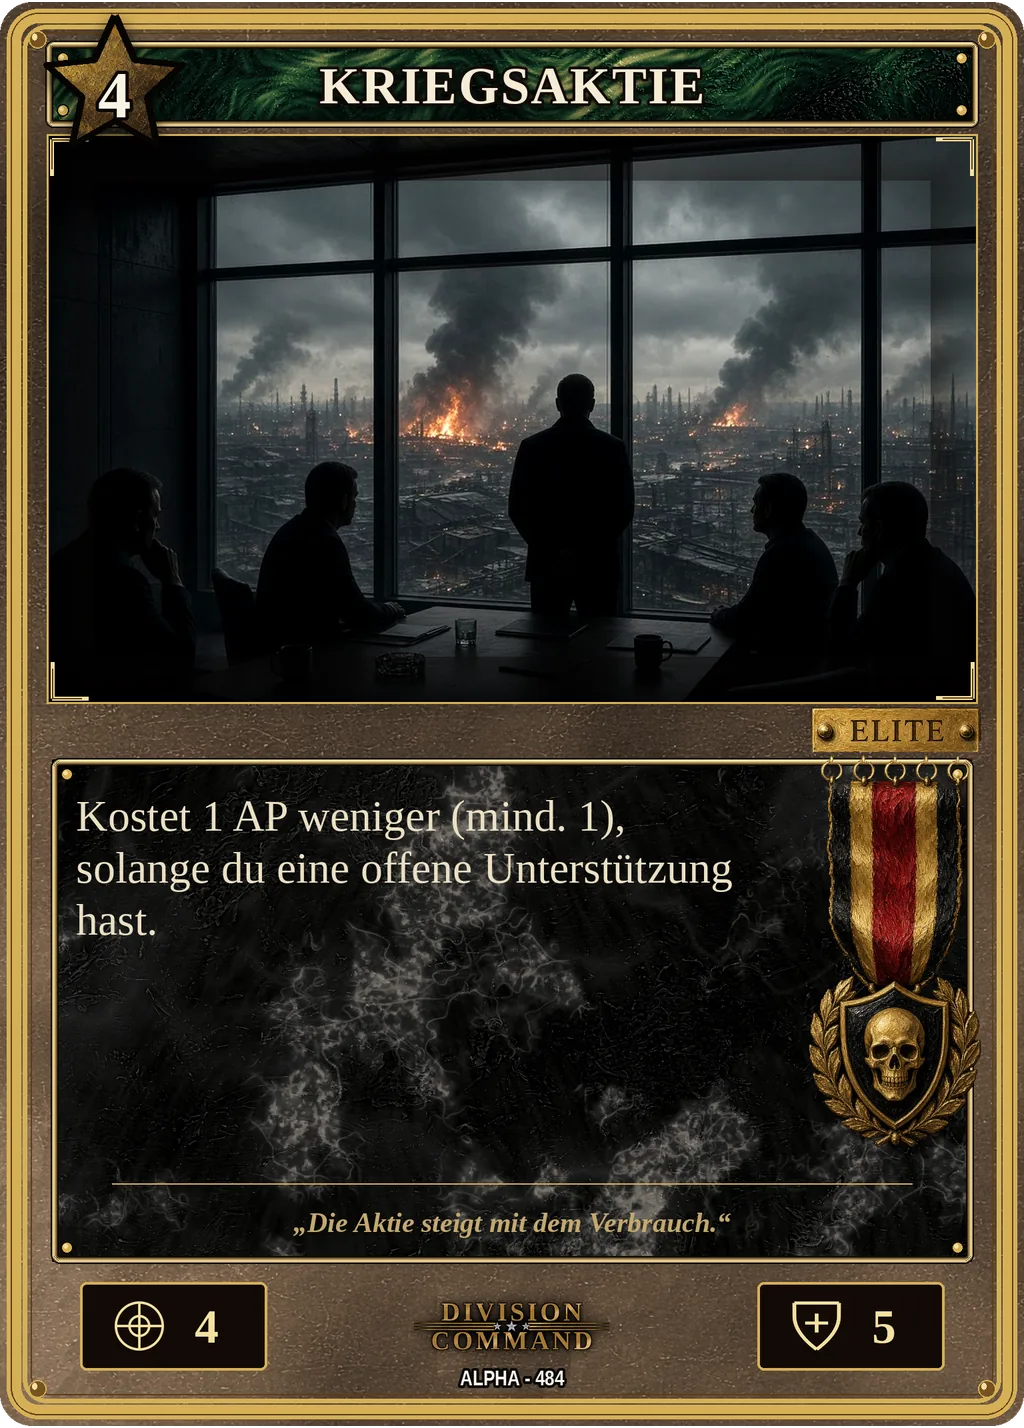 4
KRIEGSAKTIE
ELITE
Kostet 1 AP weniger (mind. 1),
solange du eine offene Unterstützung
hast.
„Die Aktie steigt mit dem Verbrauch.“
4
DIVISION
COMMAND
5
ALPHA - 484